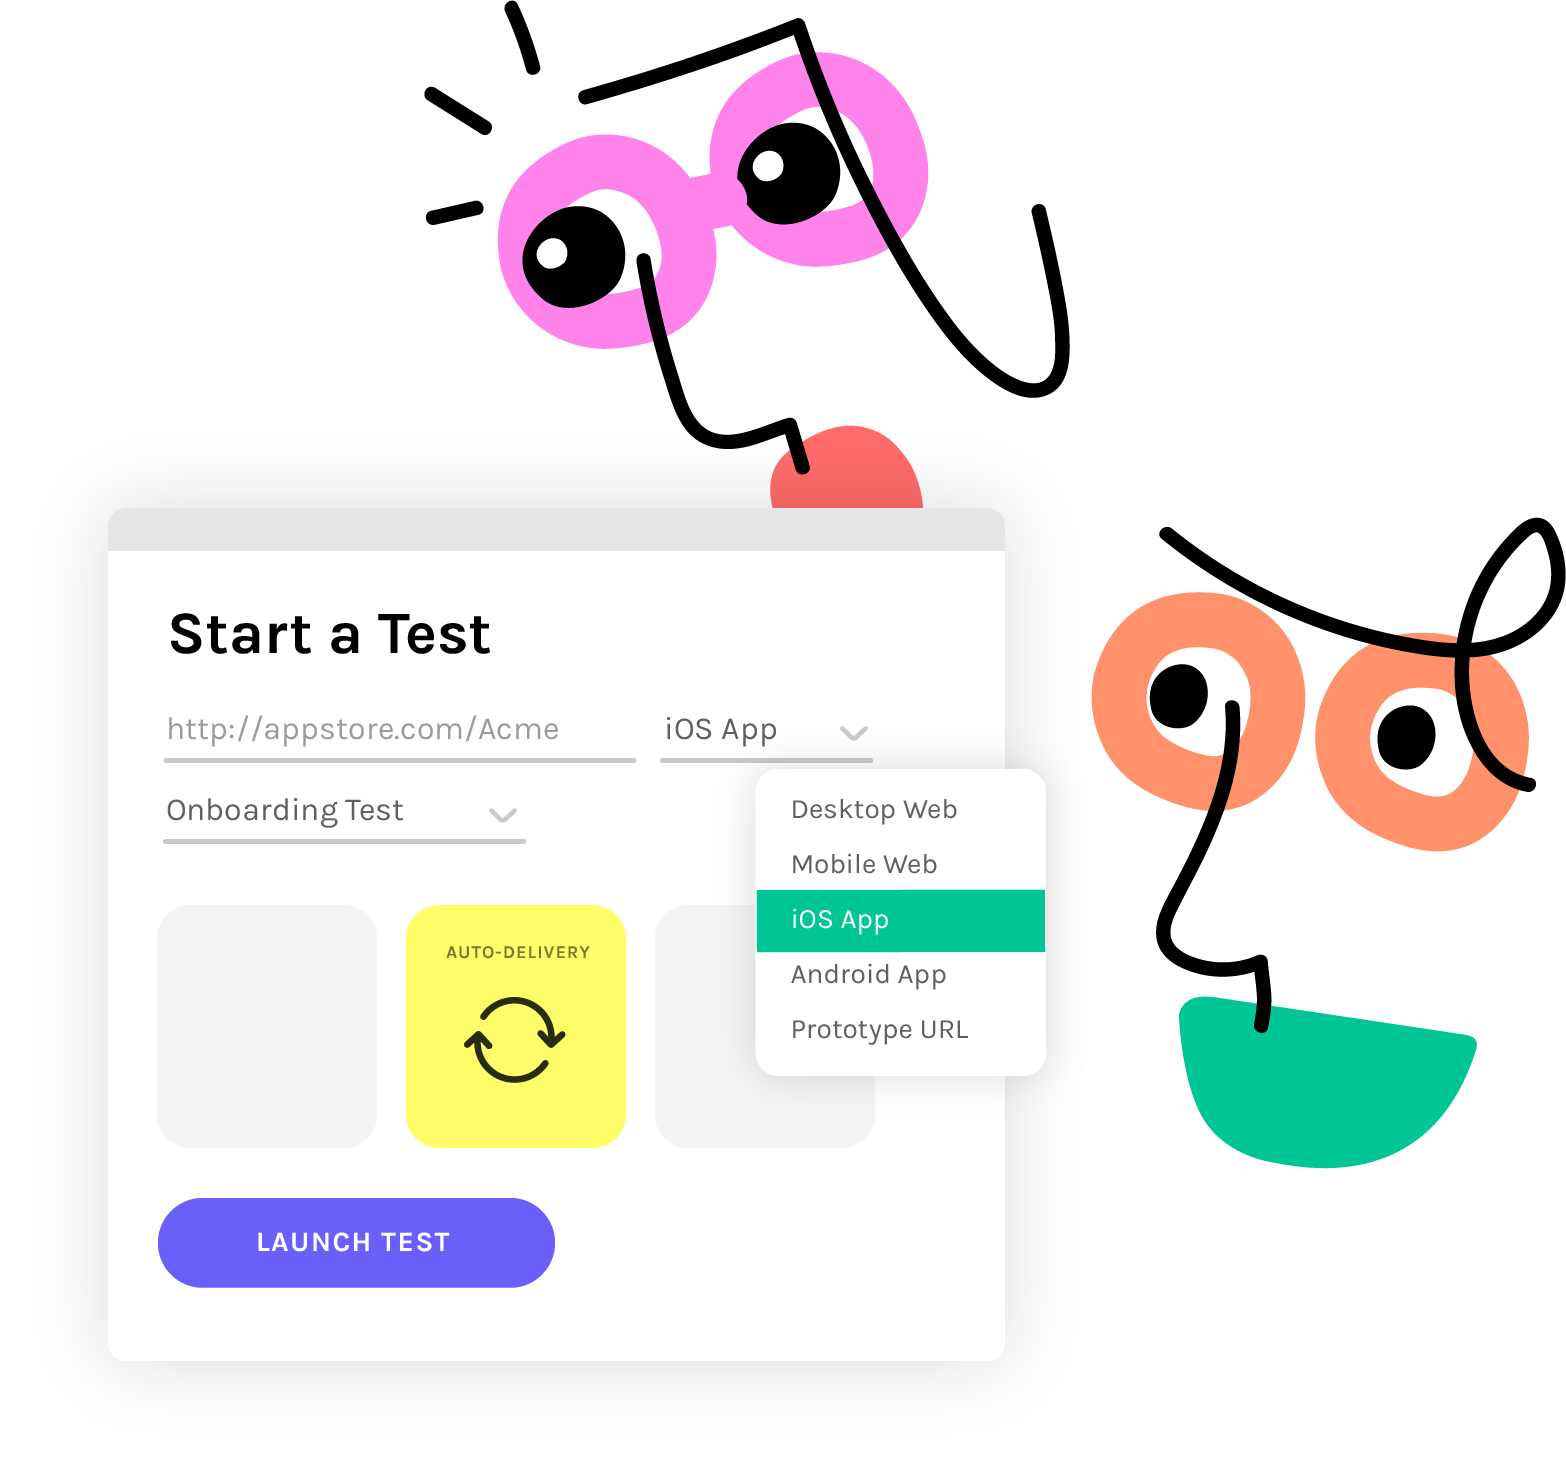 Start a Test
http://appstore.com/Acme
iOS App
Onboarding Test
Desktop Web
Mobile Web
iOS App
Android App
Prototype URL
AUTO-DELIVERY
LAUNCH TEST